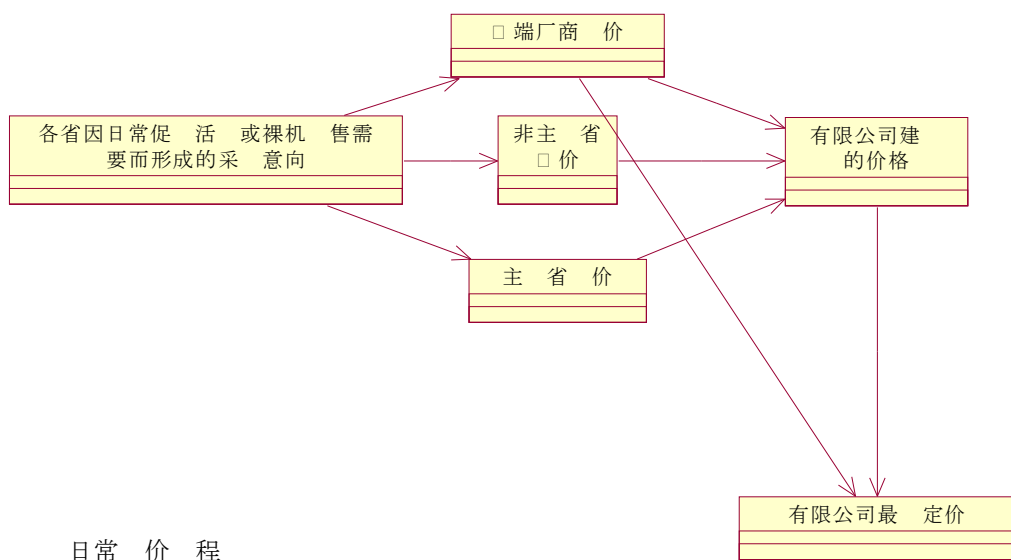 端厂商 价
各省因日常促 活 或裸机 售需
要而形成的采 意向
非主 省
价
有限公司建
的价格
主 省 价
有限公司最 定价
日常 价 程